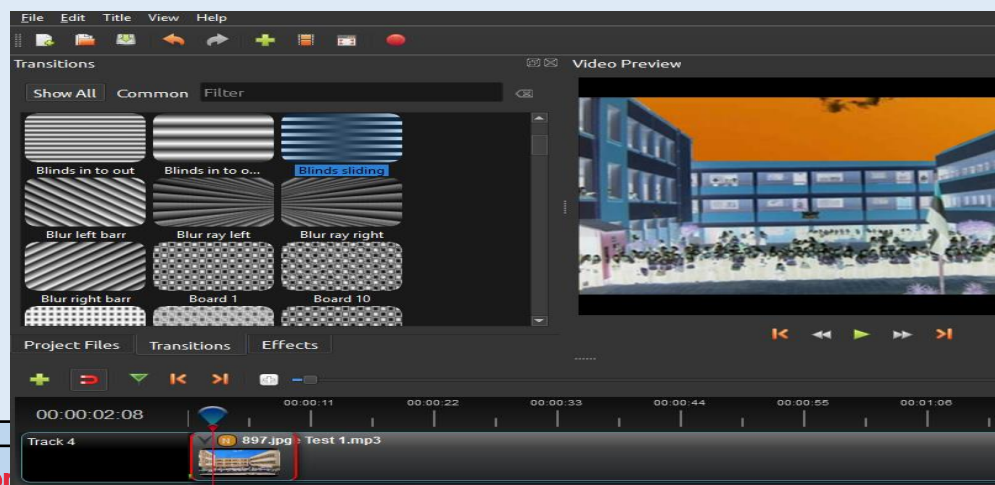 File Edit Title View Help
Transitions
Video Preview
Show All Common Filter
Blinds in to out Blinds in to o... Blinds sliding
Blur left barr Blur ray left Blur ray right
Blur right barr Board 1 Board 10
Project Files Transitions Effects
00:00:02:08
00:00:11 00:00:22 00:00:33 00:00:44 00:00:55 00:01:06
Track 4
N 897.jpg Test 1.mp3